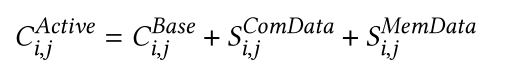 $C_{i,j}^{Active} = C_{i,j}^{Base} + S_{i,j}^{ComData} + S_{i,j}^{MemData}$